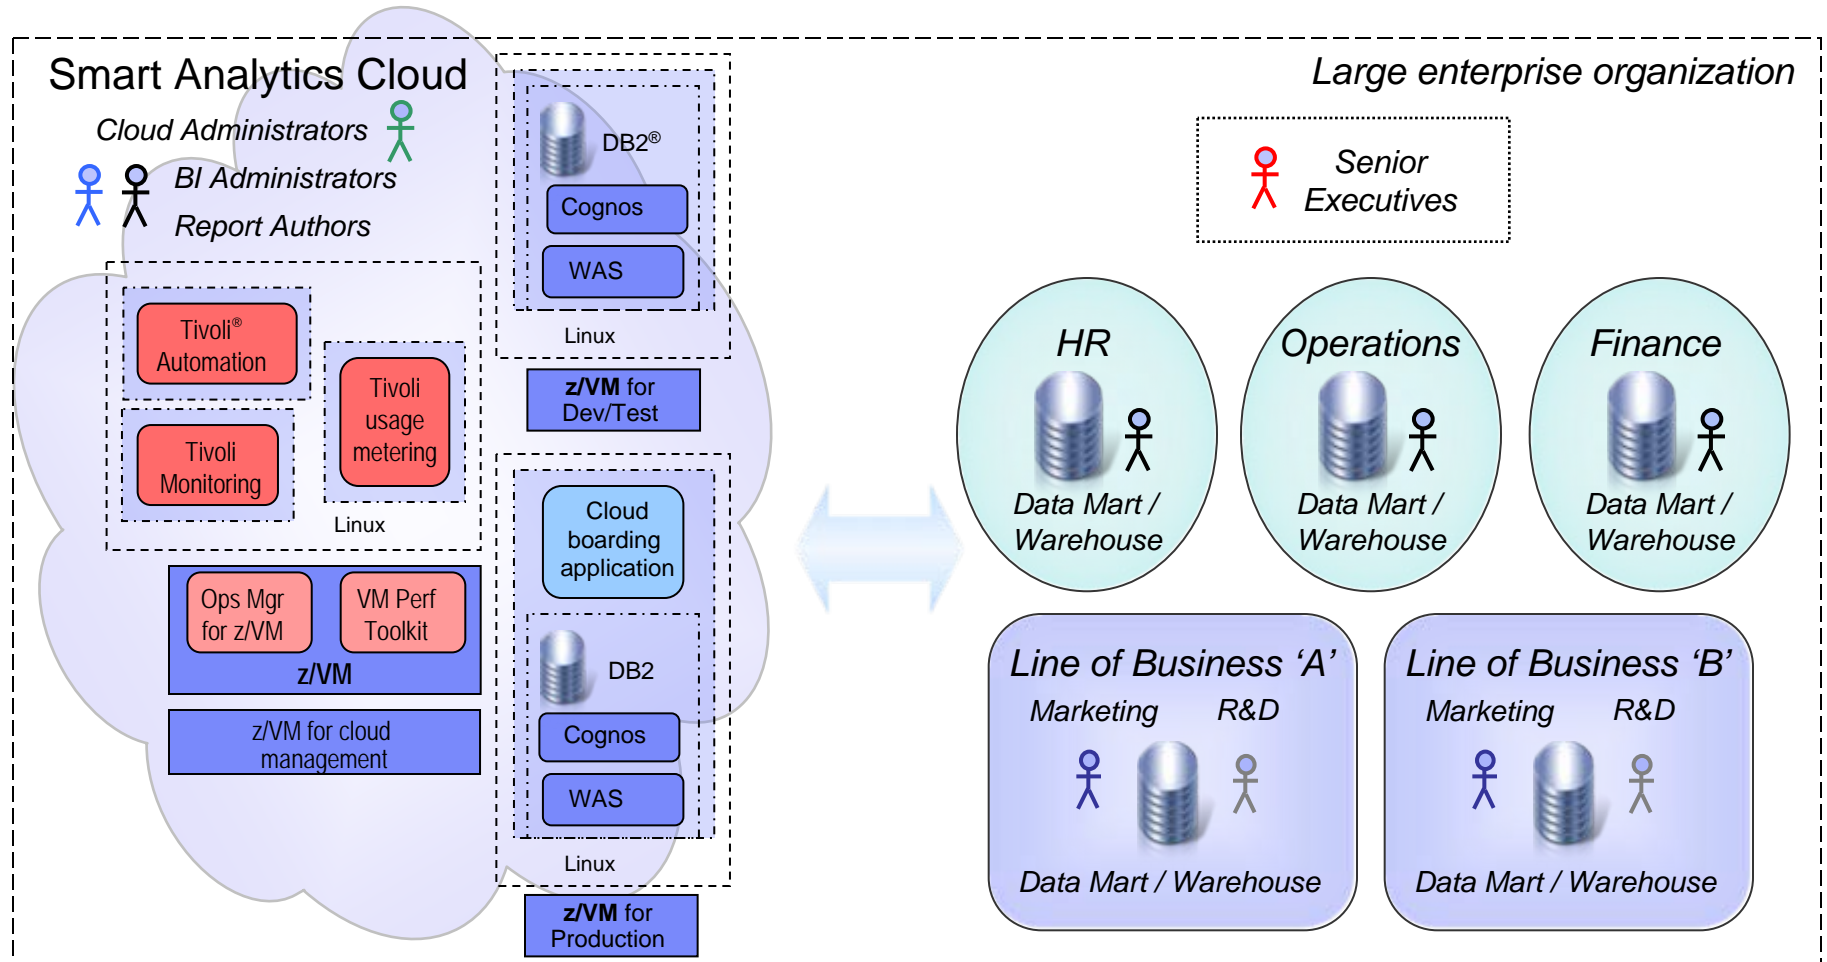 Smart Analytics Cloud
Cloud Administrators
BI Administrators
Report Authors
Tivoli®
Automation
Tivoli
Monitoring
Tivoli
usage
metering
Linux
Ops Mgr
for z/VM
VM Perf
Toolkit
z/VM
z/VM for cloud
management
DB2®
Cognos
WAS
Linux
z/VM for
Dev/Test
Cloud
boarding
application
DB2
Cognos
WAS
Linux
z/VM for
Production
Large enterprise organization
Senior
Executives
HR
Data Mart /
Warehouse
Operations
Data Mart /
Warehouse
Finance
Data Mart /
Warehouse
Line of Business ‘A’
Marketing R&D
Data Mart / Warehouse
Line of Business ‘B’
Marketing R&D
Data Mart / Warehouse